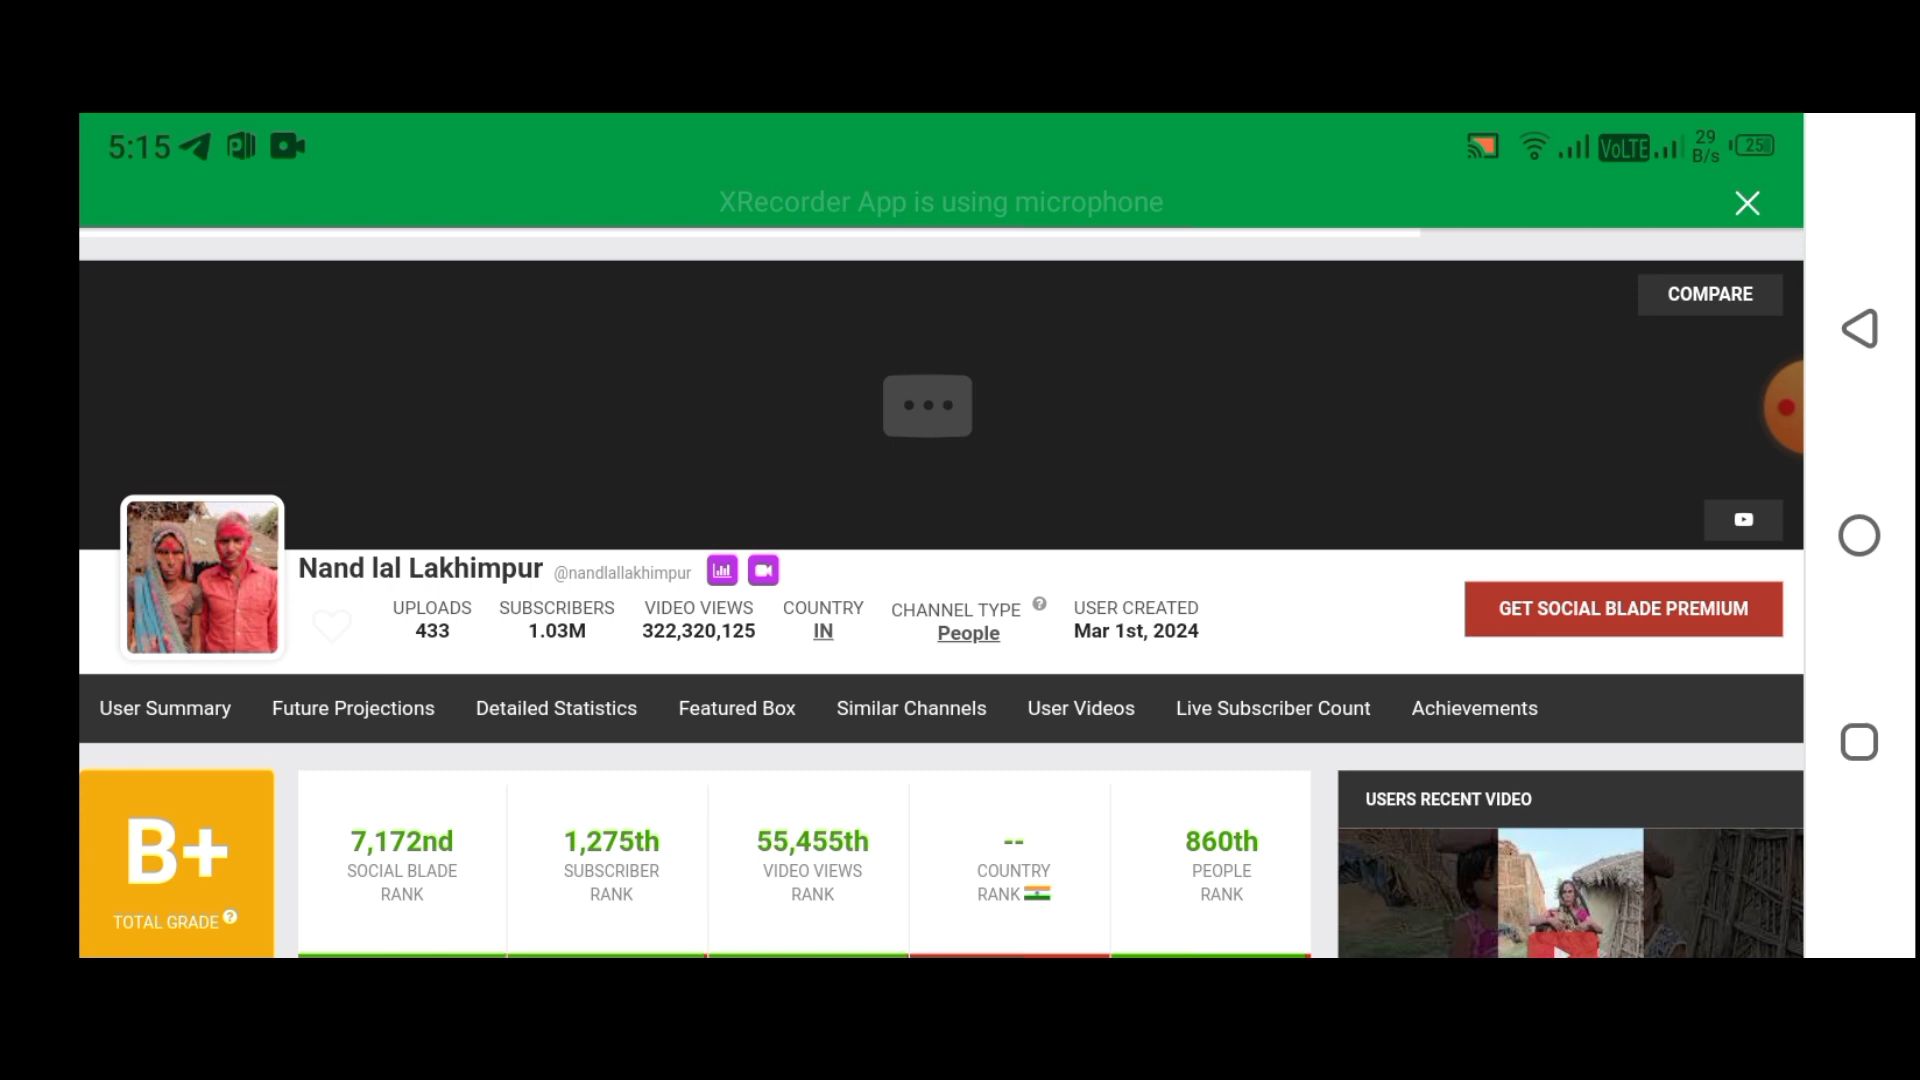 5:15
VoLTE
29
B/s
25
XRecorder App is using microphone
COMPARE
Nand lal Lakhimpur @nandlallakhimpur
UPLOADS SUBSCRIBERS VIDEO VIEWS COUNTRY CHANNEL TYPE ? USER CREATED
433 1.03M 322,320,125 IN People Mar 1st, 2024
GET SOCIAL BLADE PREMIUM
User Summary Future Projections Detailed Statistics Featured Box Similar Channels User Videos Live Subscriber Count Achievements
B+
TOTAL GRADE ?
7,172nd
SOCIAL BLADE
RANK
1,275th
SUBSCRIBER
RANK
55,455th
VIDEO VIEWS
RANK
--
COUNTRY
RANK
860th
PEOPLE
RANK
USERS RECENT VIDEO